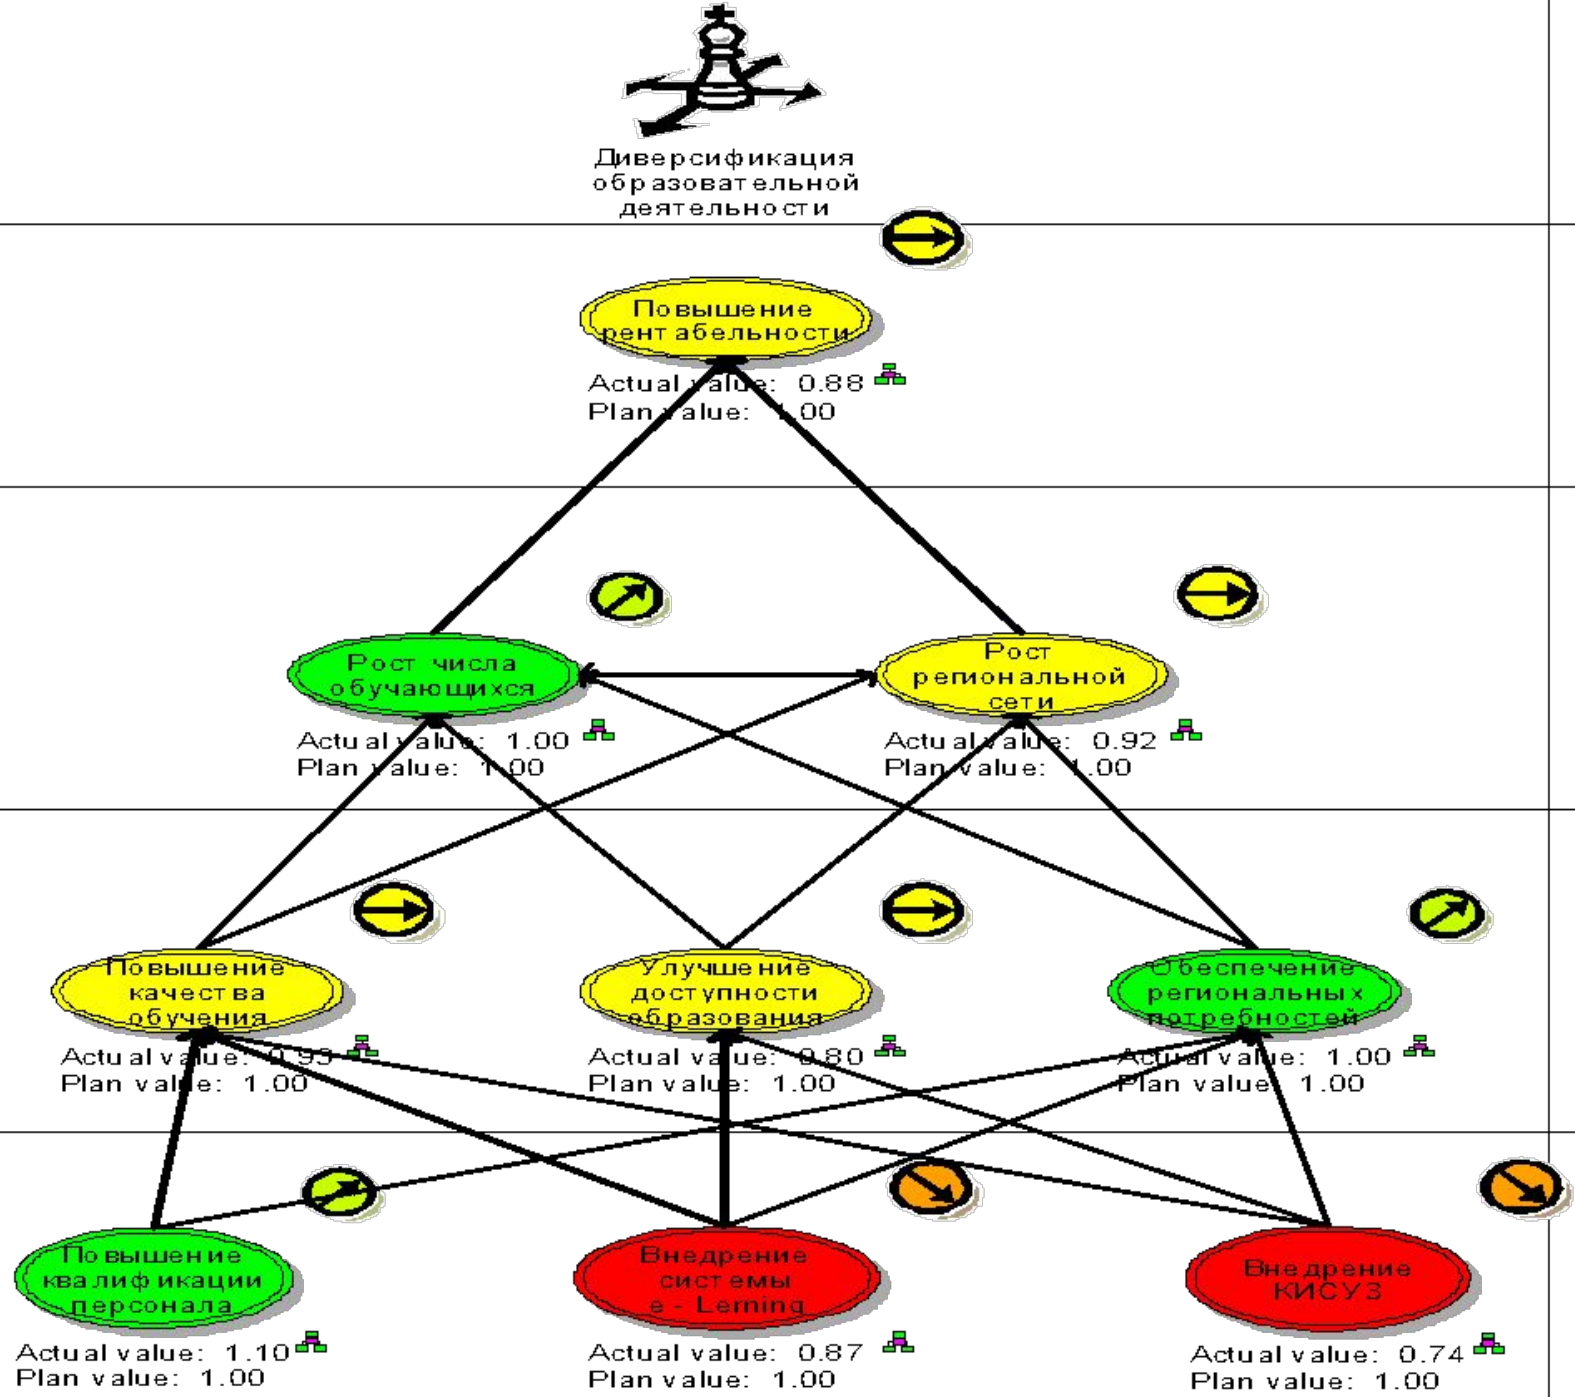 Диверсификация
образовательной
деятельности
Повышение
рентабельности
Actual value: 0.88
Plan value: 1.00
Рост числа
обучающихся
Actual value: 1.00
Plan value: 1.00
Рост
региональной
сети
Actual value: 0.92
Plan value: 1.00
Повышение
качества
обучения
Actual value: 0.93
Plan value: 1.00
Улучшение
доступности
образования
Actual value: 0.80
Plan value: 1.00
Обеспечение
региональных
потребностей
Actual value: 1.00
Plan value: 1.00
Повышение
квалификации
персонала
Actual value: 1.10
Plan value: 1.00
Внедрение
системы
e - Lerning
Actual value: 0.87
Plan value: 1.00
Внедрение
КИСУЗ
Actual value: 0.74
Plan value: 1.00